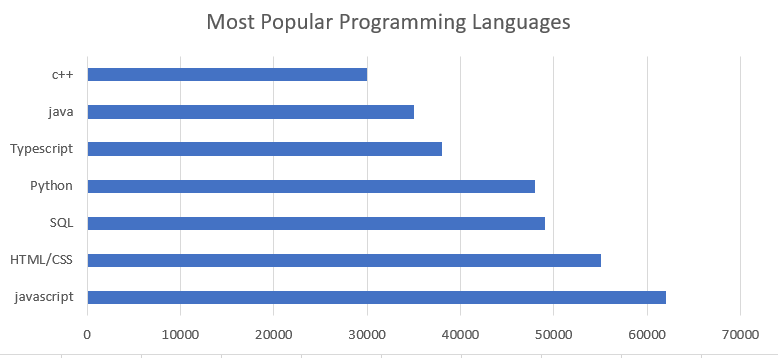 Most Popular Programming Languages
c++
java
Typescript
Python
SQL
HTML/CSS
javascript
0 10000 20000 30000 40000 50000 60000 70000